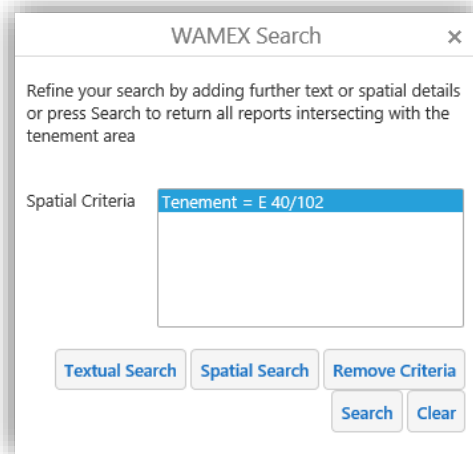 WAMEX Search ×
Refine your search by adding further text or spatial details
or press Search to return all reports intersecting with the
tenement area
Spatial Criteria Tenement = E 40/102
Textual Search Spatial Search Remove Criteria
Search Clear